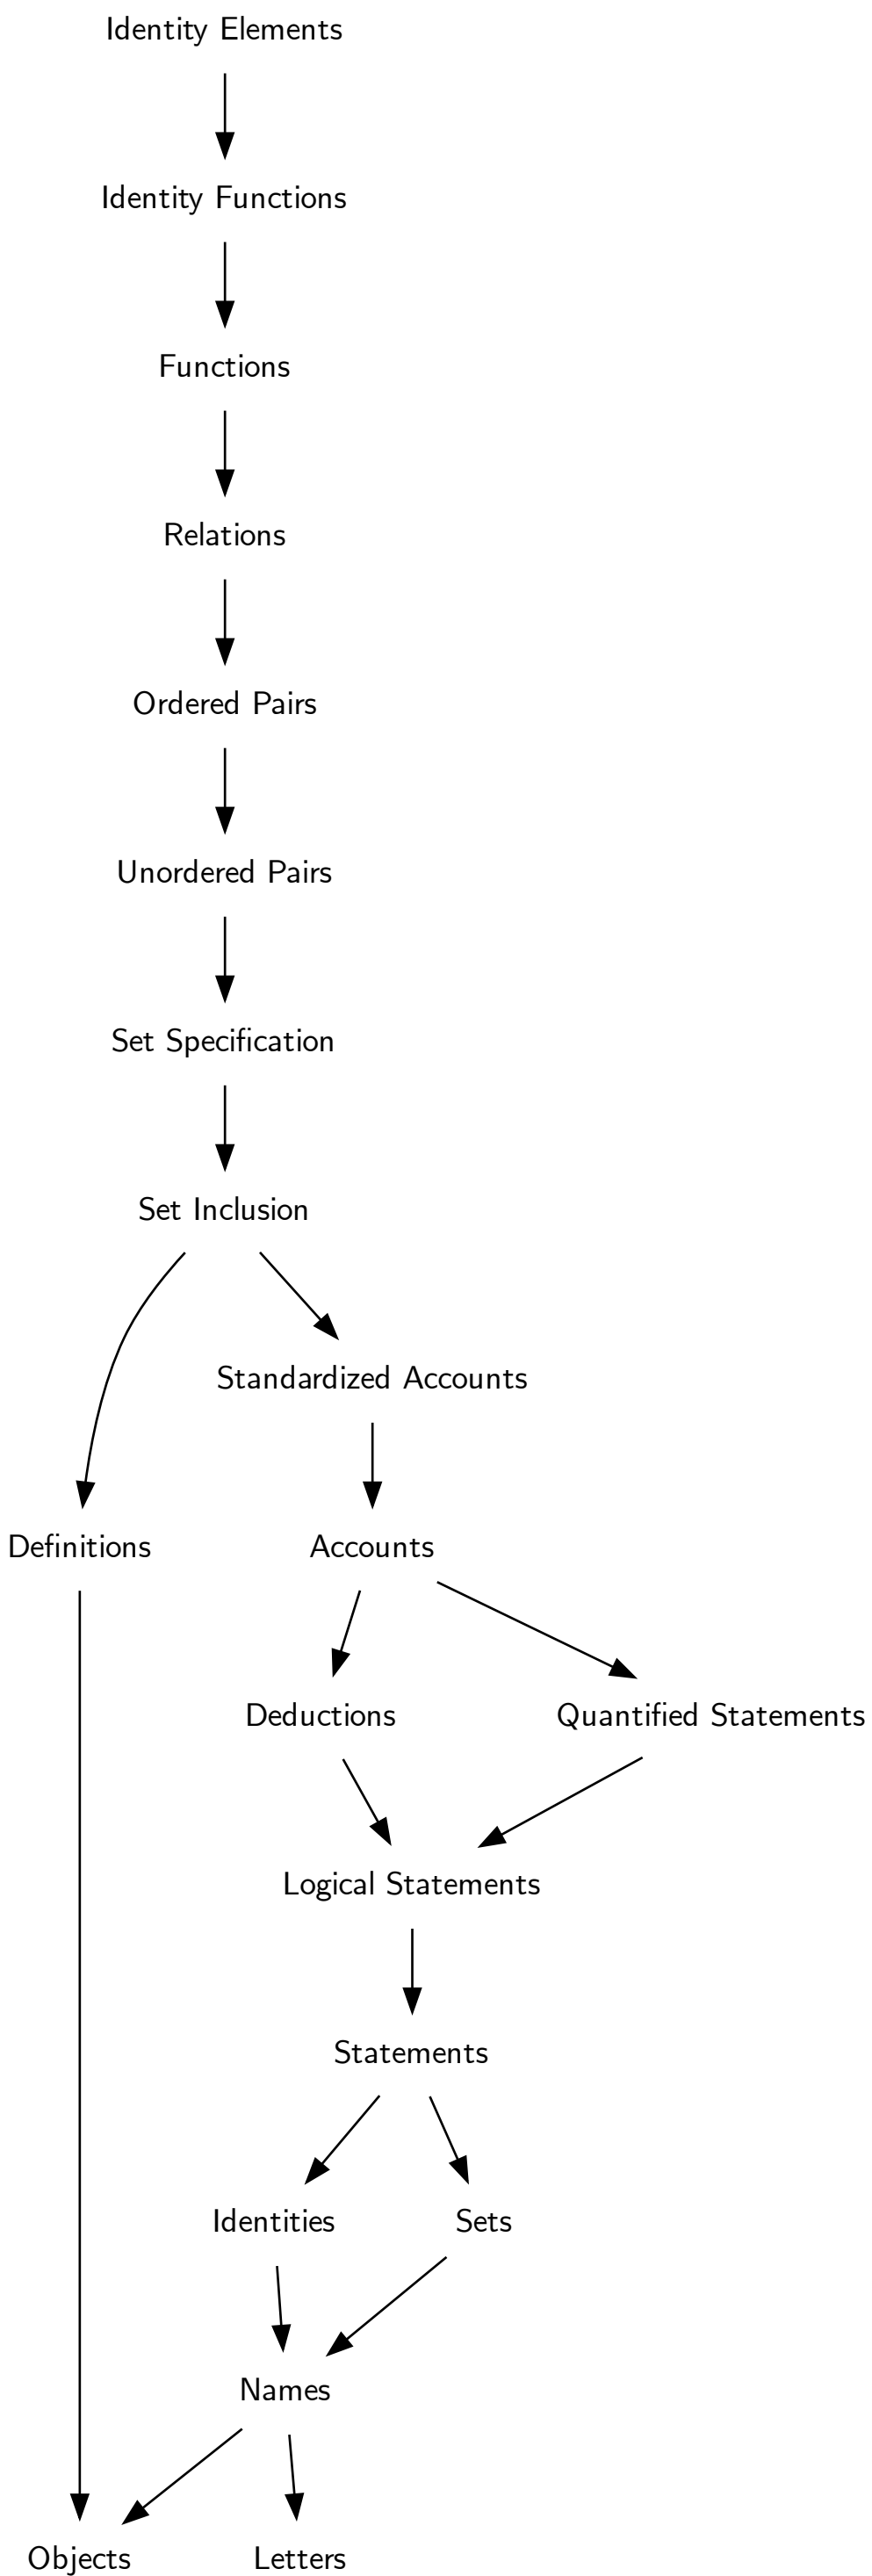 Identity Elements
Identity Functions
Functions
Relations
Ordered Pairs
Unordered Pairs
Set Specification
Set Inclusion
Standardized Accounts
Definitions
Accounts
Deductions
Quantified Statements
Logical Statements
Statements
Identities
Sets
Names
Objects
Letters